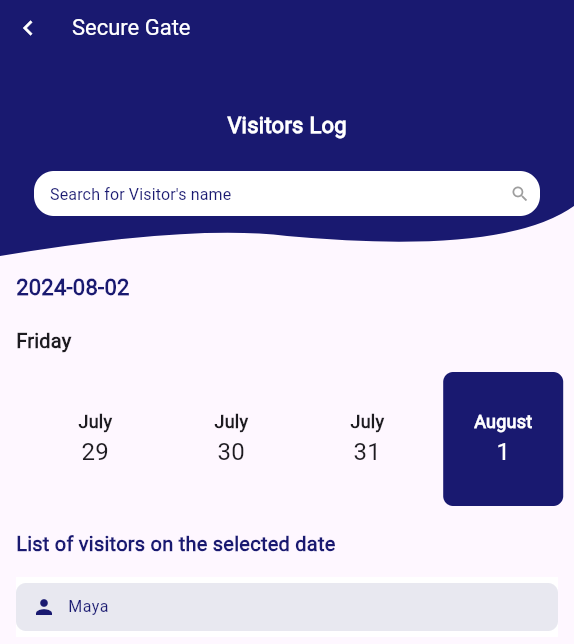 Secure Gate
Visitors Log
Search for Visitor's name
2024-08-02
Friday
July July July August
29 30 31 1
List of visitors on the selected date
Maya